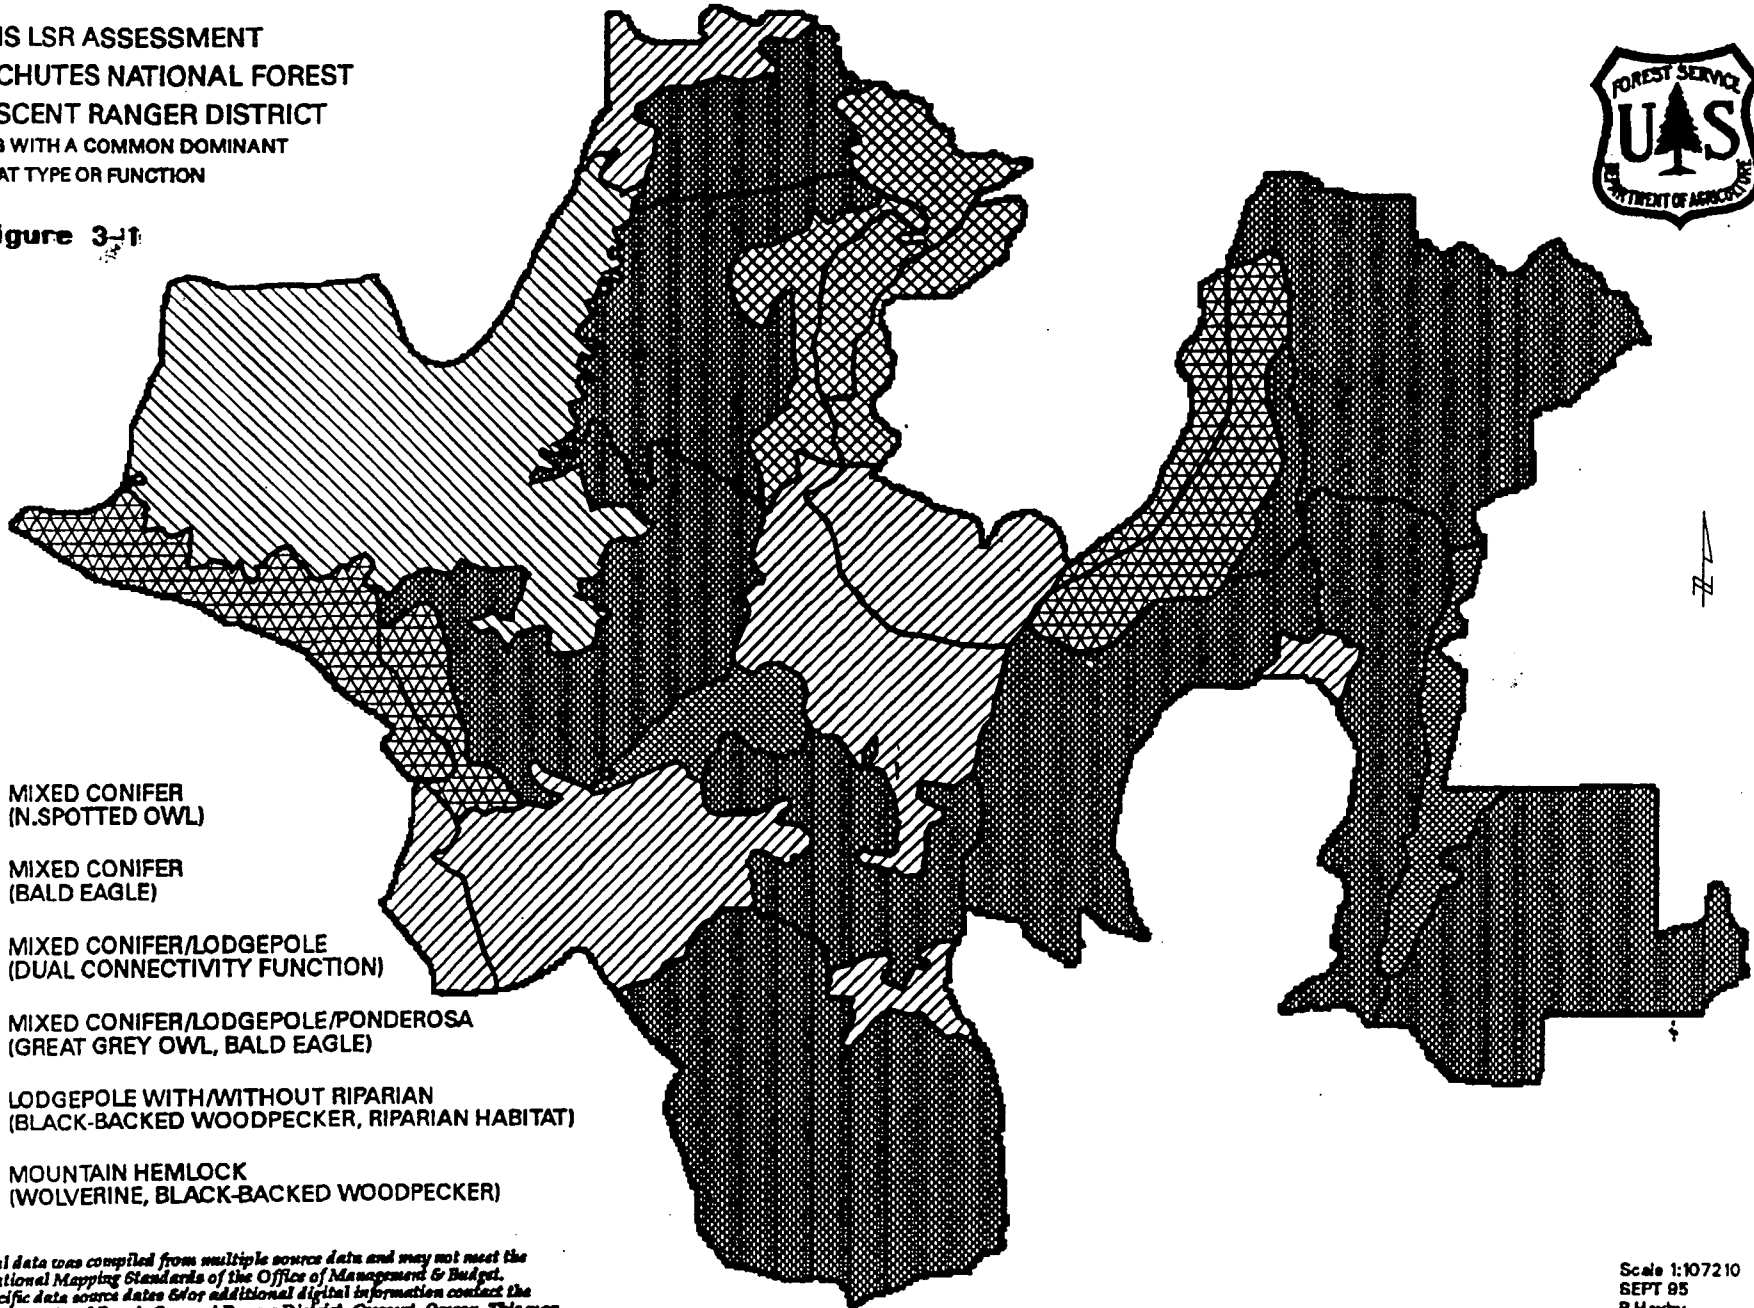 IS LSR ASSESSMENT
CHUTES NATIONAL FOREST
SCENT RANGER DISTRICT
S WITH A COMMON DOMINANT
AT TYPE OR FUNCTION
igure 3-1
FOREST SERVICE
U S
DEPARTMENT OF AGRICULTURE
MIXED CONIFER
(N.SPOTTED OWL)
MIXED CONIFER
(BALD EAGLE)
MIXED CONIFER/LODGEPOLE
(DUAL CONNECTIVITY FUNCTION)
MIXED CONIFER/LODGEPOLE/PONDEROSA
(GREAT GREY OWL, BALD EAGLE)
LODGEPOLE WITH/WITHOUT RIPARIAN
(BLACK-BACKED WOODPECKER, RIPARIAN HABITAT)
MOUNTAIN HEMLOCK
(WOLVERINE, BLACK-BACKED WOODPECKER)
l data was compiled from multiple source data and may not meet the
ational Mapping Standards of the Office of Management & Budget.
cific data source dates &/or additional digital information contact the
Scale 1:107210
SEPT 95